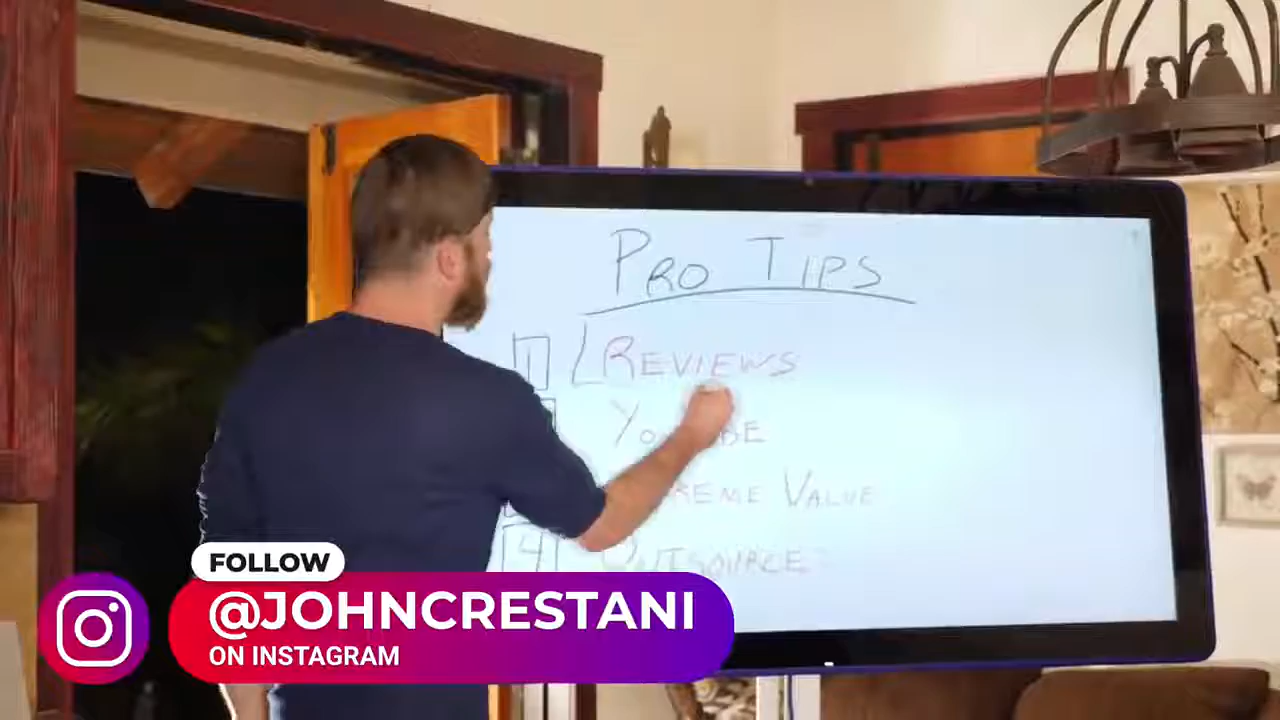 PRO TIPS
1 REVIEWS
VALUE
4 OUTSOURCE
FOLLOW
@JOHNCRESTANI
ON INSTAGRAM